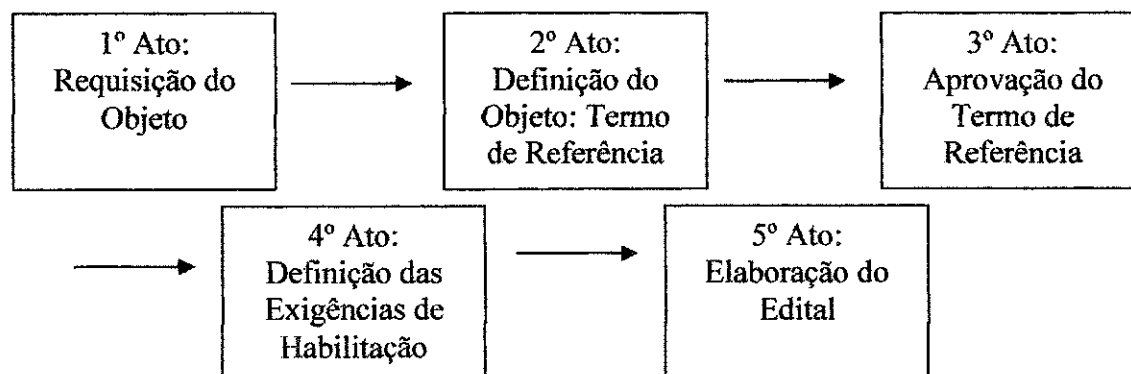 1º Ato:
Requisição do
Objeto
2º Ato:
Definição do
Objeto: Termo
de Referência
3º Ato:
Aprovação do
Termo de
Referência
4º Ato:
Definição das
Exigências de
Habilitação
5º Ato:
Elaboração do
Edital